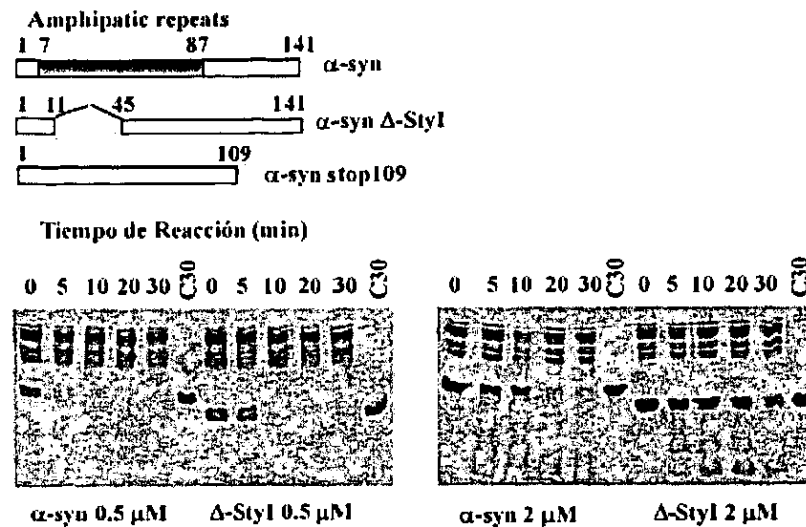 Amphipatic repeats
1 7 87 141
α-syn
1 11 45 141
α-syn Δ-StyI
1 109
α-syn stop109
Tiempo de Reacción (min)
0 5 10 20 30 C30 0 5 10 20 30 C30
0 5 10 20 30 C30 0 5 10 20 30 C30
α-syn 0.5 µM Δ-StyI 0.5 µM
α-syn 2 µM Δ-StyI 2 µM